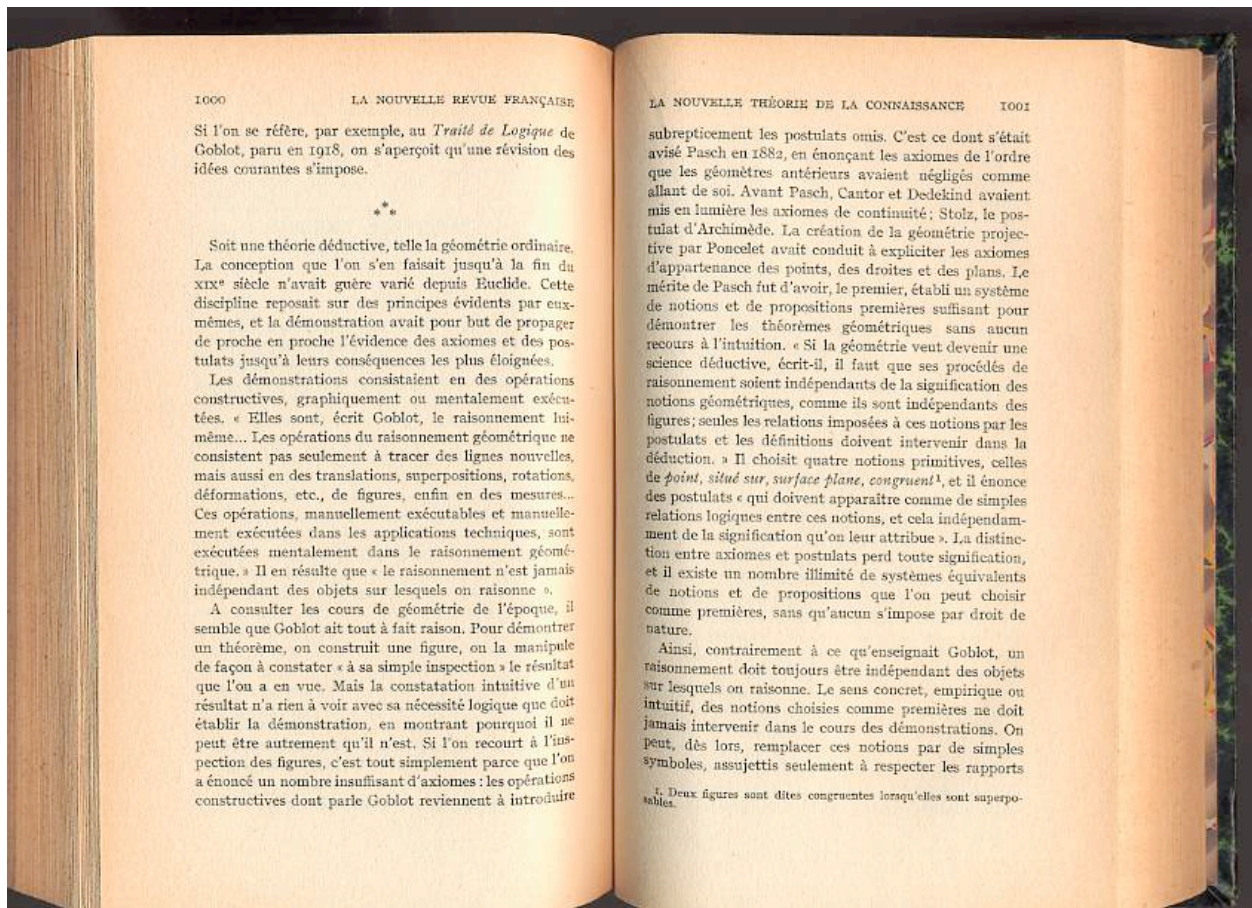 1000 LA NOUVELLE REVUE FRANÇAISE
Si l'on se réfère, par exemple, au Traité de Logique de
Goblot, paru en 1918, on s'aperçoit qu'une révision des
idées courantes s'impose.
***
Soit une théorie déductive, telle la géométrie ordinaire.
La conception que l'on s'en faisait jusqu'à la fin du
XIXe siècle n'avait guère varié depuis Euclide. Cette
discipline reposait sur des principes évidents par eux-
mêmes, et la démonstration avait pour but de propager
de proche en proche l'évidence des axiomes et des pos-
tulats jusqu'à leurs conséquences les plus éloignées.
Les démonstrations consistaient en des opérations
constructives, graphiquement ou mentalement exécu-
tées. « Elles sont, écrit Goblot, le raisonnement lui-
même... Les opérations du raisonnement géométrique ne
consistent pas seulement à tracer des lignes nouvelles,
mais aussi en des translations, superpositions, rotations,
déformations, etc., de figures, enfin en des mesures...
Ces opérations, manuellement exécutables et manuelle-
ment exécutées dans les applications techniques, sont
exécutées mentalement dans le raisonnement géomé-
trique. » Il en résulte que « le raisonnement n'est jamais
indépendant des objets sur lesquels on raisonne ».
A consulter les cours de géométrie de l'époque, il
semble que Goblot ait tout à fait raison. Pour démontrer
un théorème, on construit une figure, on la manipule
de façon à constater « à sa simple inspection » le résultat
que l'on a en vue. Mais la constatation intuitive d'un
résultat n'a rien à voir avec sa nécessité logique que doit
établir la démonstration, en montrant pourquoi il ne
peut être autrement qu'il n'est. Si l'on recourt à l'ins-
pection des figures, c'est tout simplement parce que l'on
a énoncé un nombre insuffisant d'axiomes : les opérations
constructives dont parle Goblot reviennent à introduire
LA NOUVELLE THÉORIE DE LA CONNAISSANCE 1001
subrepticement les postulats omis. C'est ce dont s'était
avisé Pasch en 1882, en énonçant les axiomes de l'ordre
que les géomètres antérieurs avaient négligés comme
allant de soi. Avant Pasch, Cantor et Dedekind avaient
mis en lumière les axiomes de continuité ; Stolz, le pos-
tulat d'Archimède. La création de la géométrie projec-
tive par Poncelet avait conduit à expliciter les axiomes
d'appartenance des points, des droites et des plans. Le
mérite de Pasch fut d'avoir, le premier, établi un système
de notions et de propositions premières suffisant pour
démontrer les théorèmes géométriques sans aucun
recours à l'intuition. « Si la géométrie veut devenir une
science déductive, écrit-il, il faut que ses procédés de
raisonnement soient indépendants de la signification des
notions géométriques, comme ils sont indépendants des
figures ; seules les relations imposées à ces notions par les
postulats et les définitions doivent intervenir dans la
déduction. » Il choisit quatre notions primitives, celles
de point, situé sur, surface plane, congruent¹, et il énonce
des postulats « qui doivent apparaître comme de simples
relations logiques entre ces notions, et cela indépendam-
ment de la signification qu'on leur attribue ». La distinc-
tion entre axiomes et postulats perd toute signification,
et il existe un nombre illimité de systèmes équivalents
de notions et de propositions que l'on peut choisir
comme premières, sans qu'aucun s'impose par droit de
nature.
Ainsi, contrairement à ce qu'enseignait Goblot, un
raisonnement doit toujours être indépendant des objets
sur lesquels on raisonne. Le sens concret, empirique ou
intuitif, des notions choisies comme premières ne doit
jamais intervenir dans le cours des démonstrations. On
peut, dès lors, remplacer ces notions par de simples
symboles, assujettis seulement à respecter les rapports
1. Deux figures sont dites congruentes lorsqu'elles sont superpo-
sables.